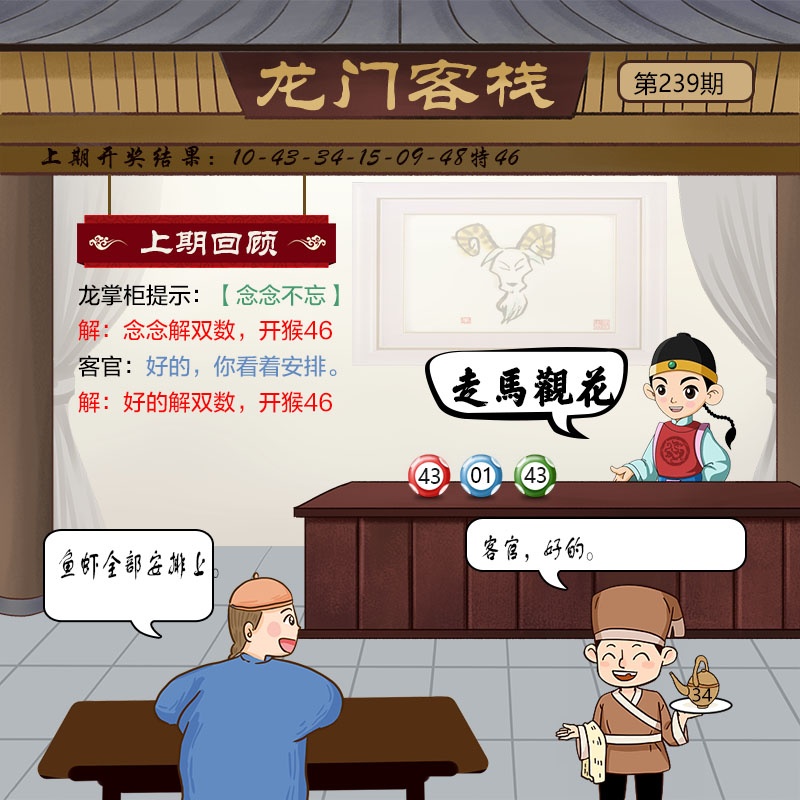 龙门客栈
第239期
上期开奖结果：10-43-34-15-09-48特46
上期回顾
龙掌柜提示：【念念不忘】
解：念念解双数，开猴46
客官：好的，你看着安排。
解：好的解双数，开猴46
走馬觀花
43 01 43
鱼虾全部安排上。
客官，好的。
34